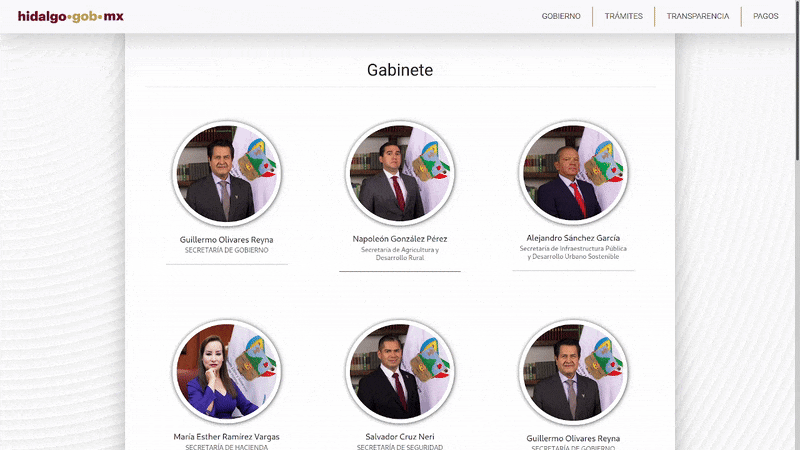 hidalgo•gob•mx
GOBIERNO
TRÁMITES
TRANSPARENCIA
PAGOS
Gabinete
Guillermo Olivares Reyna
SECRETARÍA DE GOBIERNO
Napoleón González Pérez
Secretaría de Agricultura y
Desarrollo Rural
Alejandro Sánchez García
Secretaría de Infraestructura Pública
y Desarrollo Urbano Sostenible
María Esther Ramírez Vargas
SECRETARÍA DE HACIENDA
Salvador Cruz Neri
SECRETARÍA DE SEGURIDAD
Guillermo Olivares Reyna
SECRETARÍA DE GOBIERNO